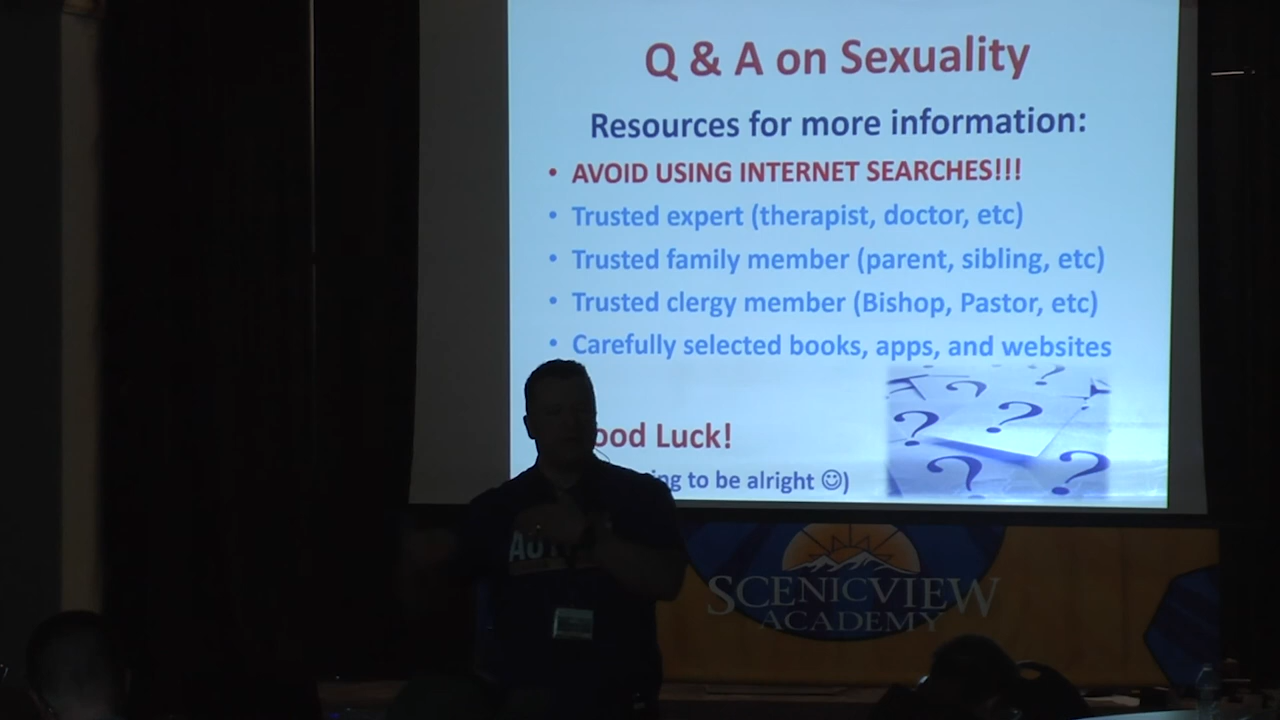 Q & A on Sexuality
Resources for more information:
• AVOID USING INTERNET SEARCHES!!!
• Trusted expert (therapist, doctor, etc)
• Trusted family member (parent, sibling, etc)
• Trusted clergy member (Bishop, Pastor, etc)
• Carefully selected books, apps, and websites
ood Luck!
ng to be alright ☺)
SCENICVIEW
ACADEMY